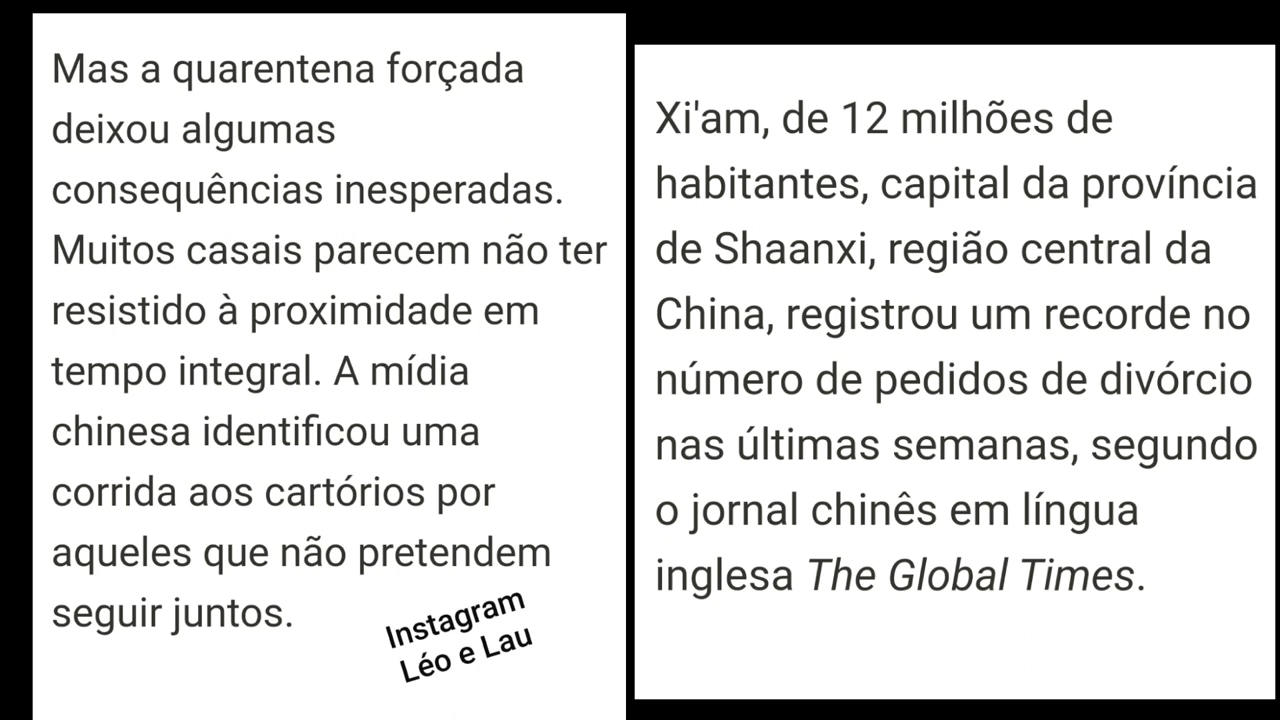 Mas a quarentena forçada
deixou algumas
consequências inesperadas.
Muitos casais parecem não ter
resistido à proximidade em
tempo integral. A mídia
chinesa identificou uma
corrida aos cartórios por
aqueles que não pretendem
seguir juntos.
Instagram
Léo e Lau
Xi'am, de 12 milhões de
habitantes, capital da província
de Shaanxi, região central da
China, registrou um recorde no
número de pedidos de divórcio
nas últimas semanas, segundo
o jornal chinês em língua
inglesa The Global Times.